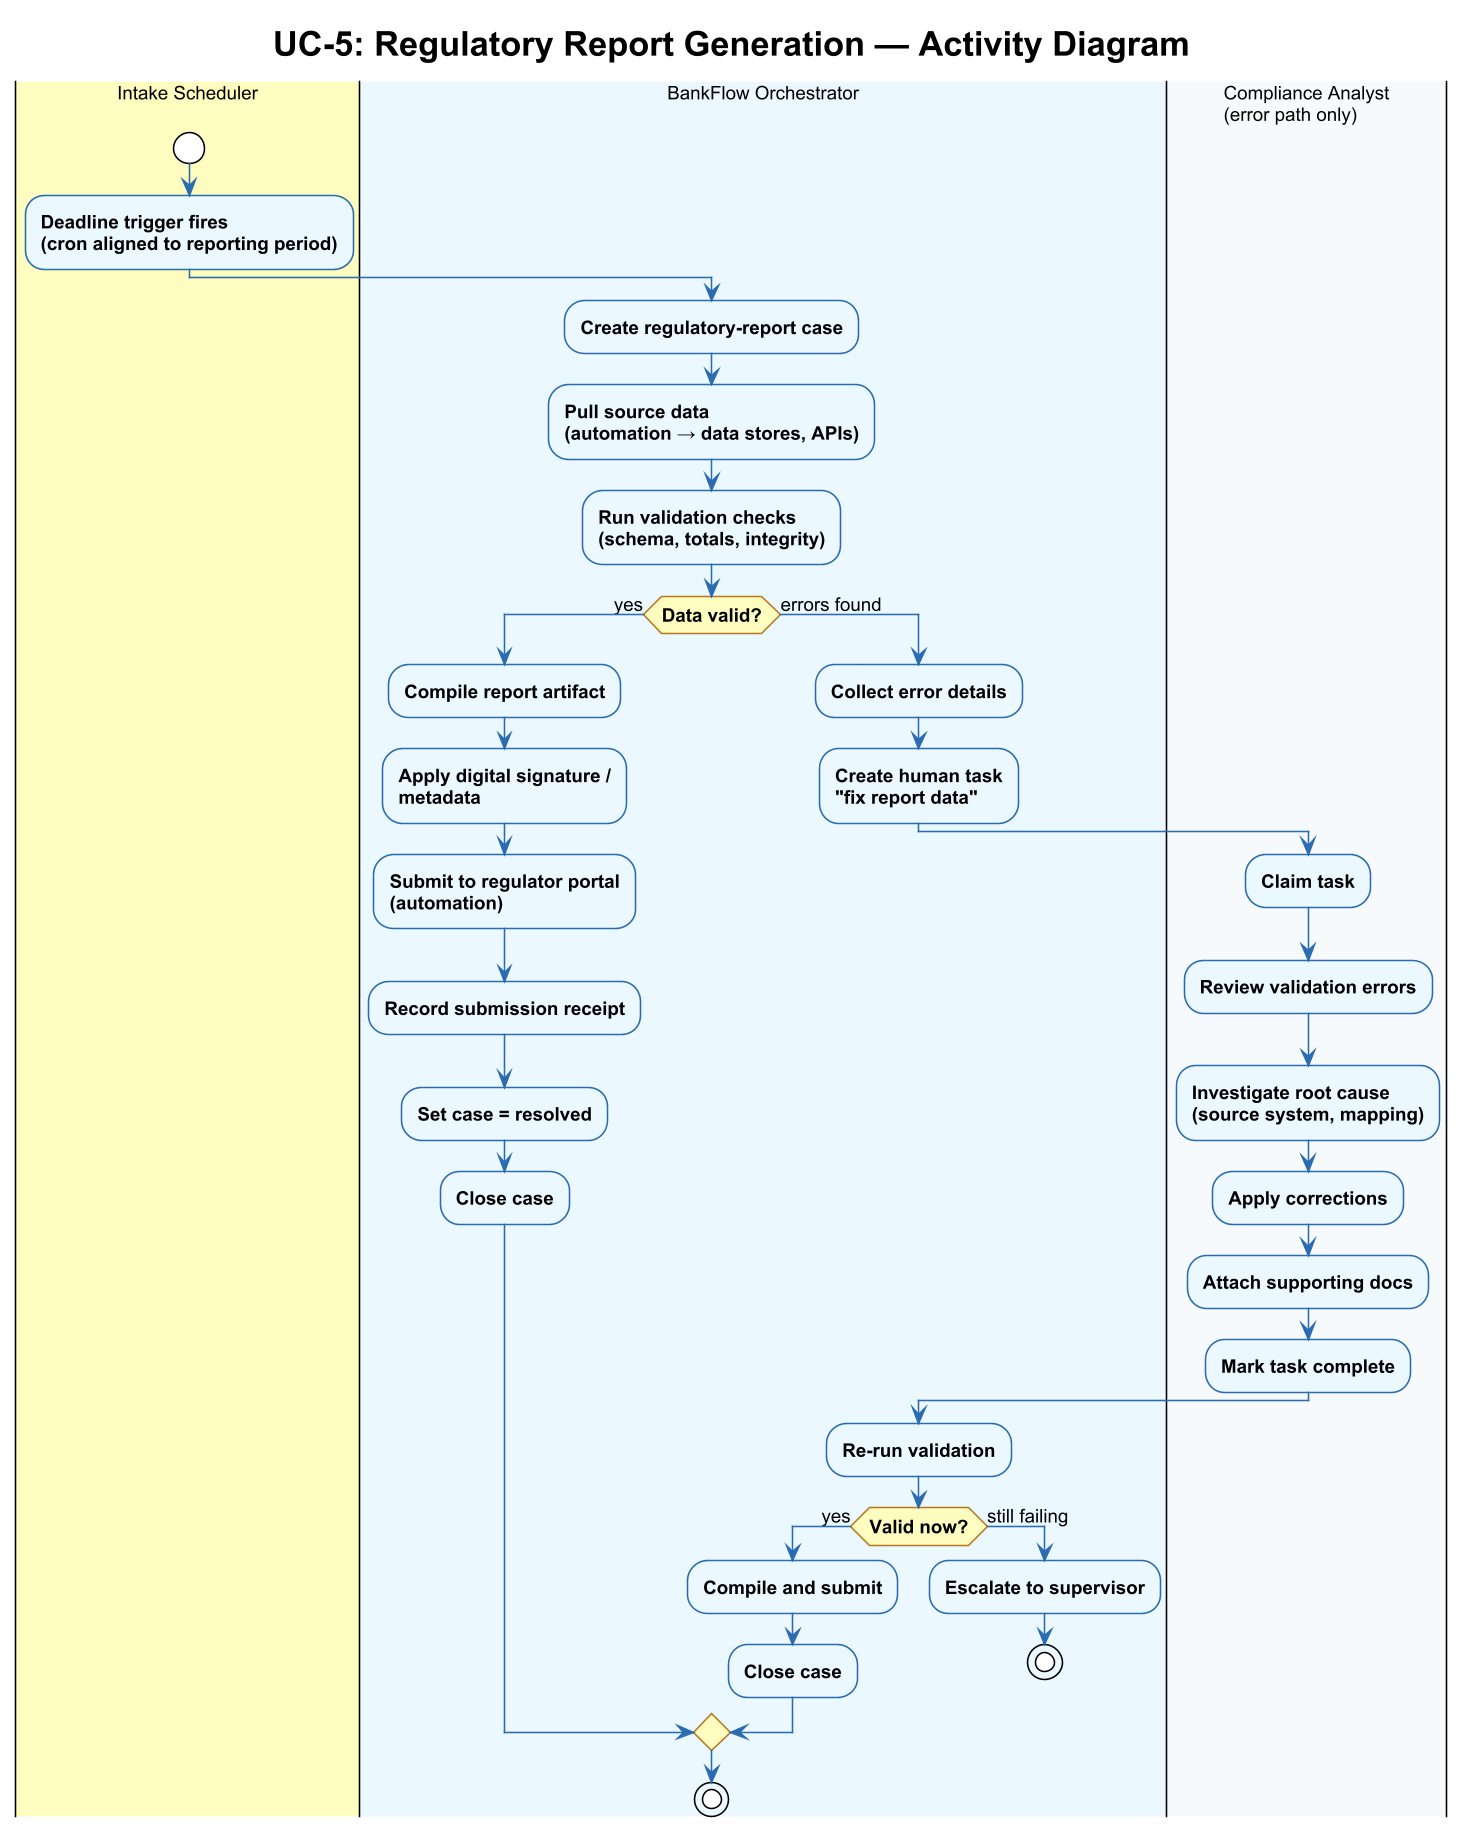 UC-5: Regulatory Report Generation — Activity Diagram
Intake Scheduler
BankFlow Orchestrator
Compliance Analyst
(error path only)
Deadline trigger fires
(cron aligned to reporting period)
Create regulatory-report case
Pull source data
(automation → data stores, APIs)
Run validation checks
(schema, totals, integrity)
yes
Data valid?
errors found
Compile report artifact
Collect error details
Apply digital signature /
metadata
Create human task
"fix report data"
Submit to regulator portal
(automation)
Claim task
Record submission receipt
Review validation errors
Set case = resolved
Investigate root cause
(source system, mapping)
Close case
Apply corrections
Attach supporting docs
Mark task complete
Re-run validation
yes
Valid now?
still failing
Compile and submit
Escalate to supervisor
Close case